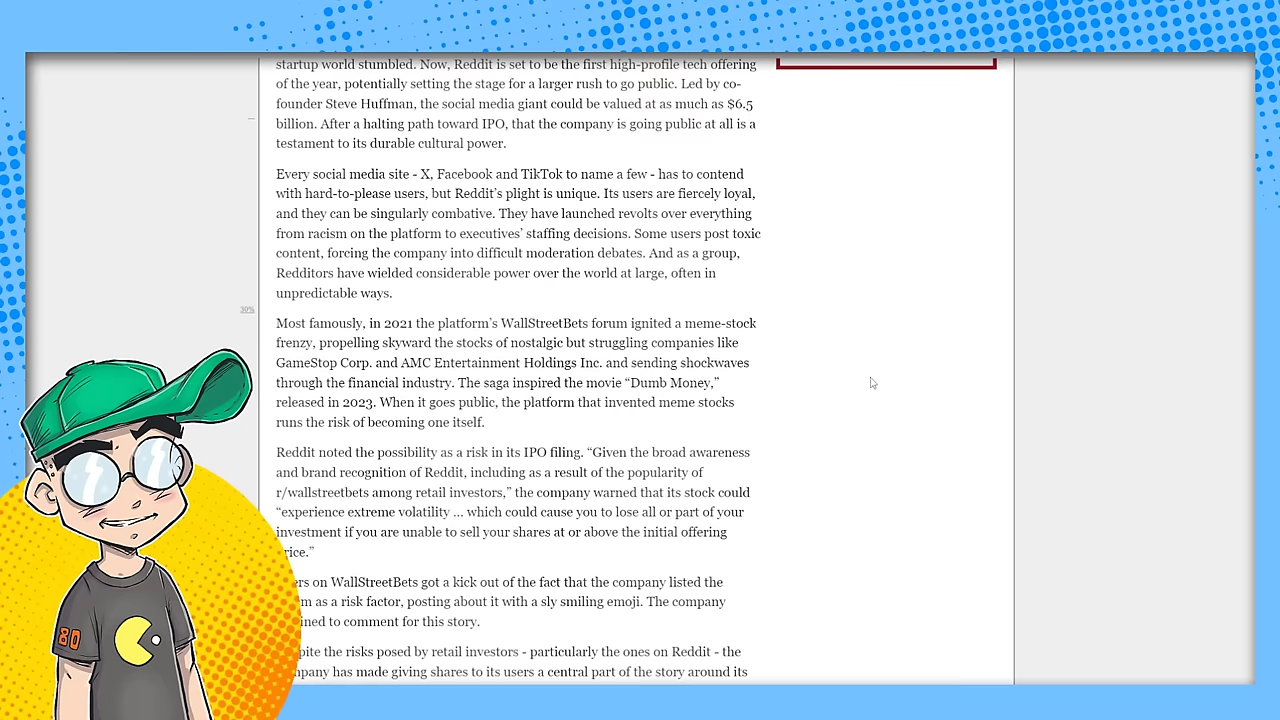 startup world stumbled. Now, Reddit is set to be the first high-profile tech offering
of the year, potentially setting the stage for a larger rush to go public. Led by co-
founder Steve Huffman, the social media giant could be valued at as much as $6.5
billion. After a halting path toward IPO, that the company is going public at all is a
testament to its durable cultural power.
Every social media site - X, Facebook and TikTok to name a few - has to contend
with hard-to-please users, but Reddit’s plight is unique. Its users are fiercely loyal,
and they can be singularly combative. They have launched revolts over everything
from racism on the platform to executives’ staffing decisions. Some users post toxic
content, forcing the company into difficult moderation debates. And as a group,
Redditors have wielded considerable power over the world at large, often in
unpredictable ways.
30%
Most famously, in 2021 the platform’s WallStreetBets forum ignited a meme-stock
frenzy, propelling skyward the stocks of nostalgic but struggling companies like
GameStop Corp. and AMC Entertainment Holdings Inc. and sending shockwaves
through the financial industry. The saga inspired the movie “Dumb Money,”
released in 2023. When it goes public, the platform that invented meme stocks
runs the risk of becoming one itself.
Reddit noted the possibility as a risk in its IPO filing. “Given the broad awareness
and brand recognition of Reddit, including as a result of the popularity of
r/wallstreetbets among retail investors,” the company warned that its stock could
“experience extreme volatility ... which could cause you to lose all or part of your
investment if you are unable to sell your shares at or above the initial offering
rice.”
ers on WallStreetBets got a kick out of the fact that the company listed the
m as a risk factor, posting about it with a sly smiling emoji. The company
ined to comment for this story.
pite the risks posed by retail investors - particularly the ones on Reddit - the
mpany has made giving shares to its users a central part of the story around its
80